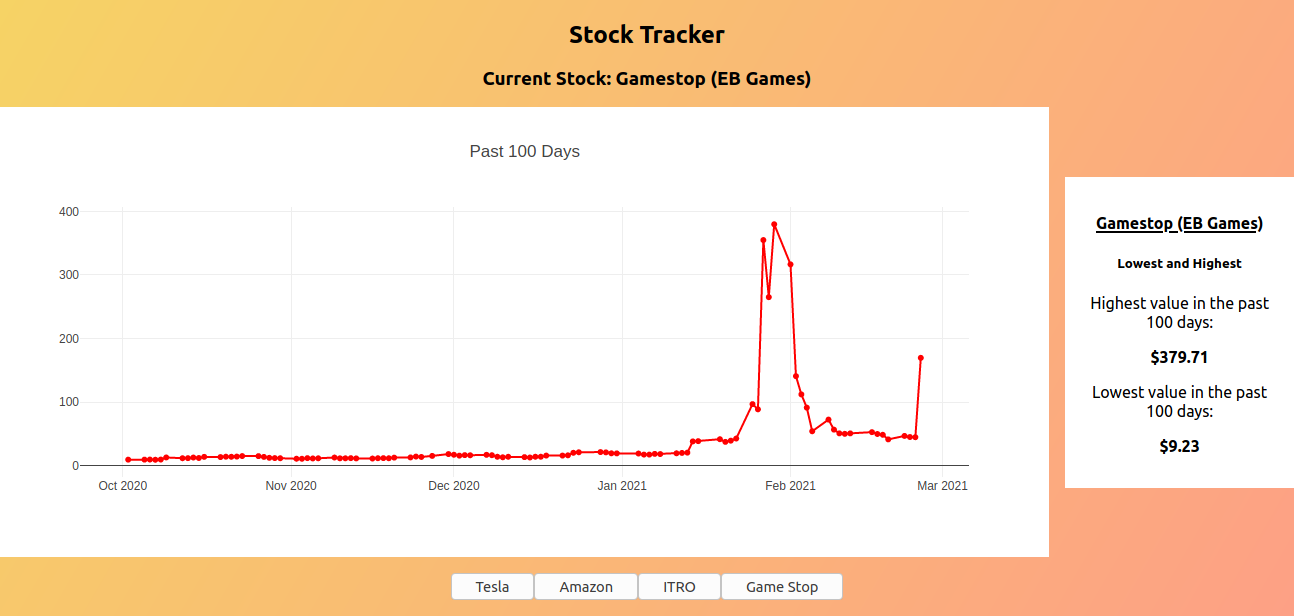 Stock Tracker
Current Stock: Gamestop (EB Games)
Past 100 Days
400
300
200
100
0
Oct 2020
Nov 2020
Dec 2020
Jan 2021
Feb 2021
Mar 2021
Gamestop (EB Games)
Lowest and Highest
Highest value in the past
100 days:
$379.71
Lowest value in the past
100 days:
$9.23
Tesla
Amazon
ITRO
Game Stop